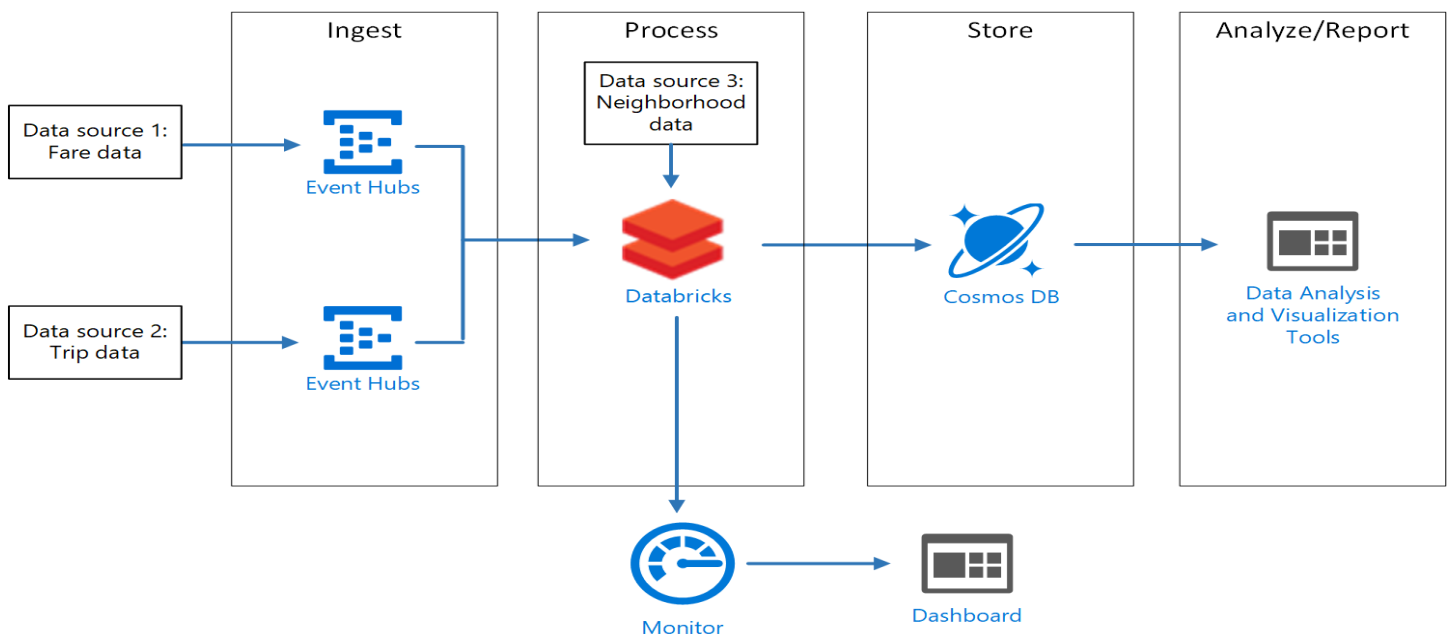 Ingest
Process
Store
Analyze/Report
Data source 1:
Fare data
Event Hubs
Data source 2:
Trip data
Event Hubs
Data source 3:
Neighborhood
data
Databricks
Cosmos DB
Data Analysis
and Visualization
Tools
Monitor
Dashboard